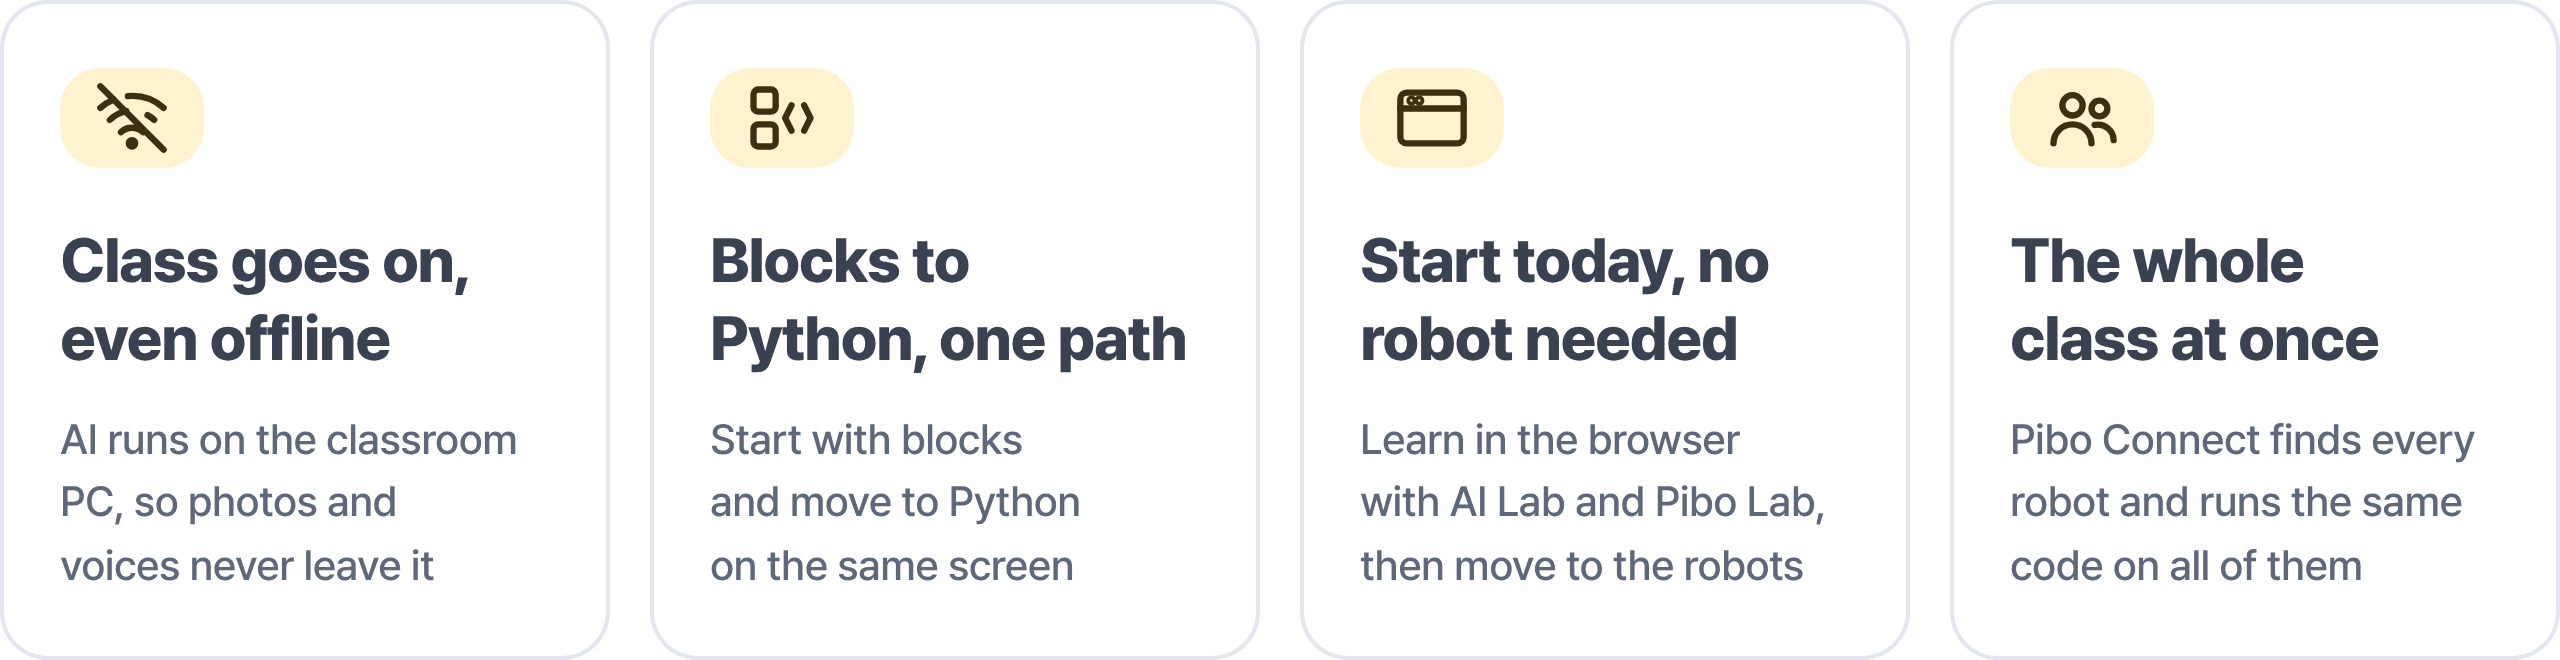 Class goes on,
even offline
AI runs on the classroom
PC, so photos and
voices never leave it
Blocks to
Python, one path
Start with blocks
and move to Python
on the same screen
Start today, no
robot needed
Learn in the browser
with AI Lab and Pibo Lab,
then move to the robots
The whole
class at once
Pibo Connect finds every
robot and runs the same
code on all of them